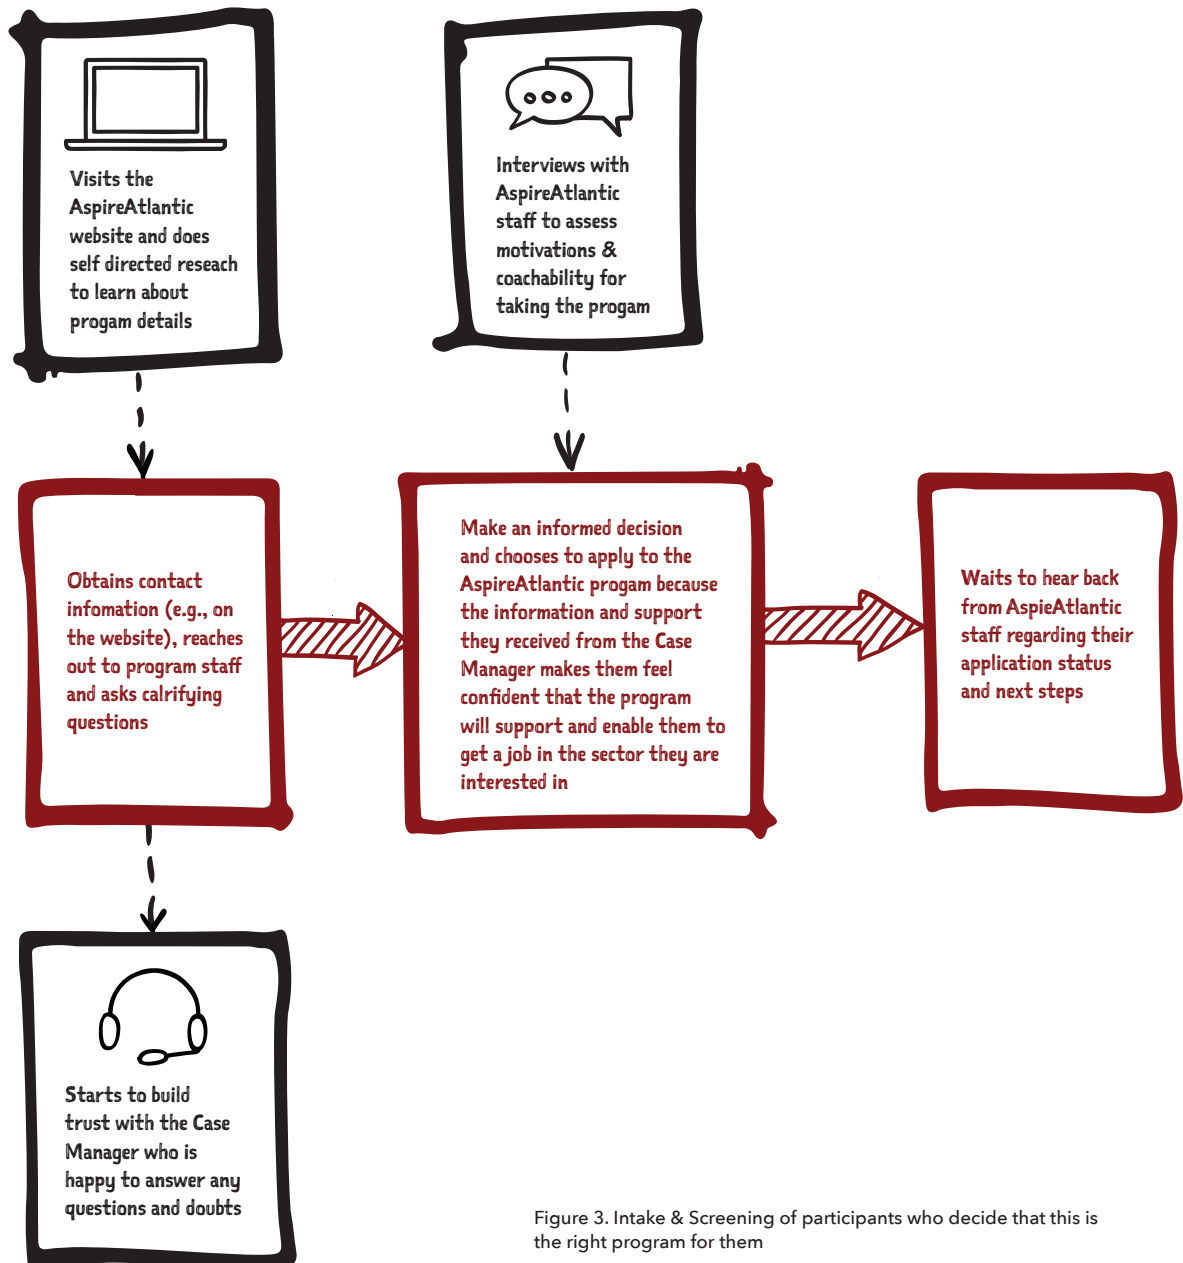 Visits the
AspireAtlantic
website and does
self directed reseach
to learn about
progam details
Interviews with
AspireAtlantic
staff to assess
motivations &
coachability for
taking the progam
Obtains contact
infomation (e.g., on
the website), reaches
out to program staff
and asks calrifying
questions
Make an informed decision
and chooses to apply to the
AspireAtlantic progam because
the information and support
they received from the Case
Manager makes them feel
confident that the program
will support and enable them to
get a job in the sector they are
interested in
Waits to hear back
from AspieAtlantic
staff regarding their
application status
and next steps
Starts to build
trust with the Case
Manager who is
happy to answer any
questions and doubts
Figure 3. Intake & Screening of participants who decide that this is
the right program for them